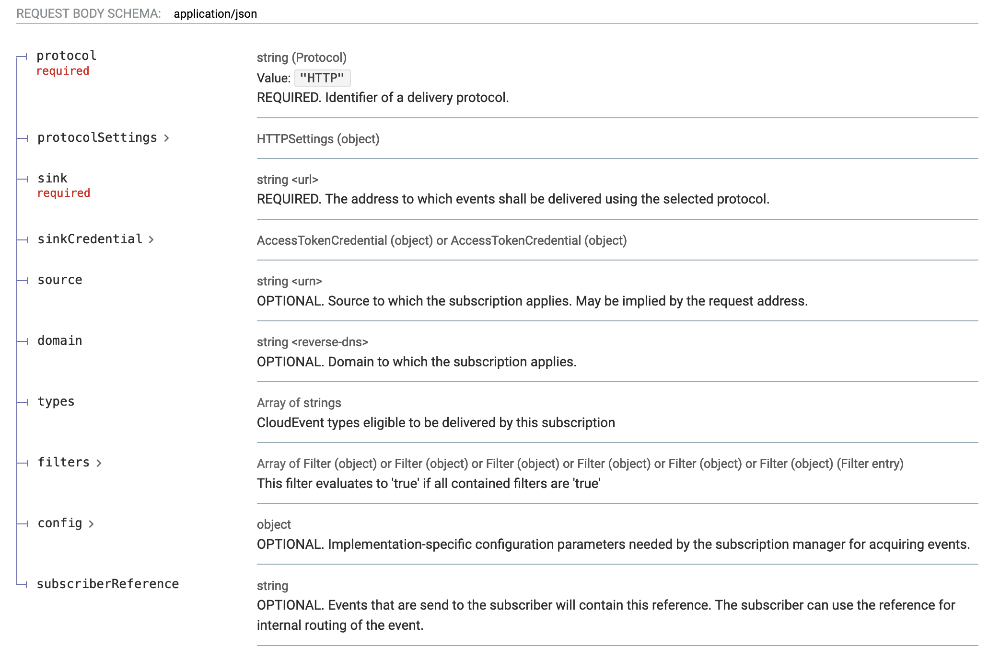 REQUEST BODY SCHEMA: application/json
protocol
required
string (Protocol)
Value: "HTTP"
REQUIRED. Identifier of a delivery protocol.
protocolSettings
HTTPSettings (object)
sink
required
string <url>
REQUIRED. The address to which events shall be delivered using the selected protocol.
sinkCredential
AccessTokenCredential (object) or AccessTokenCredential (object)
source
string <urn>
OPTIONAL. Source to which the subscription applies. May be implied by the request address.
domain
string <reverse-dns>
OPTIONAL. Domain to which the subscription applies.
types
Array of strings
CloudEvent types eligible to be delivered by this subscription
filters
Array of Filter (object) or Filter (object) or Filter (object) or Filter (object) or Filter (object) or Filter (object) (Filter entry)
This filter evaluates to 'true' if all contained filters are 'true'
config
object
OPTIONAL. Implementation-specific configuration parameters needed by the subscription manager for acquiring events.
subscriberReference
string
OPTIONAL. Events that are send to the subscriber will contain this reference. The subscriber can use the reference for
internal routing of the event.